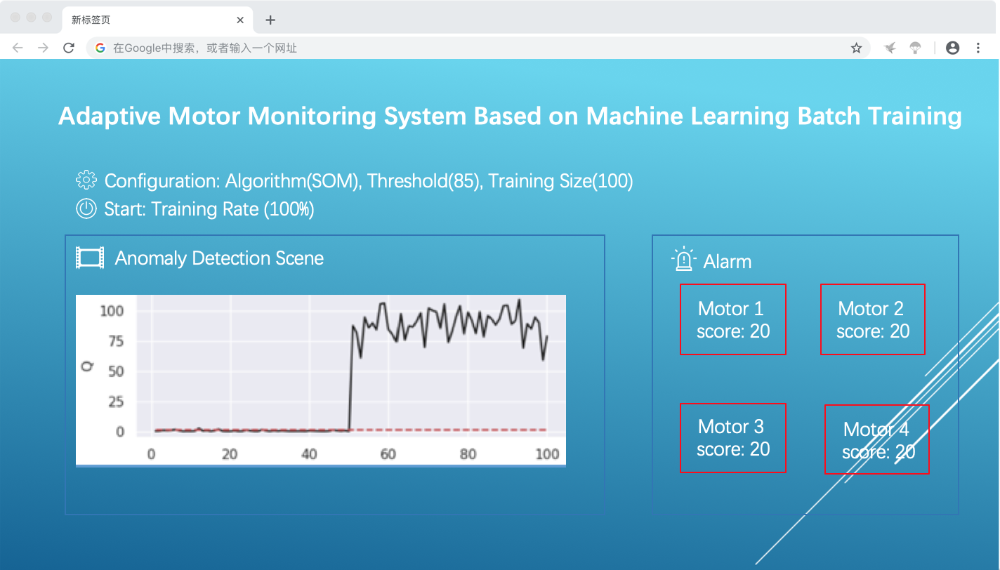 新标签页
在Google中搜索，或者输入一个网址
Adaptive Motor Monitoring System Based on Machine Learning Batch Training
Configuration: Algorithm(SOM), Threshold(85), Training Size(100)
Start: Training Rate (100%)
Anomaly Detection Scene
100
75
Q
50
25
0
0 20 40 60 80 100
Alarm
Motor 1
score: 20
Motor 2
score: 20
Motor 3
score: 20
Motor 4
score: 20